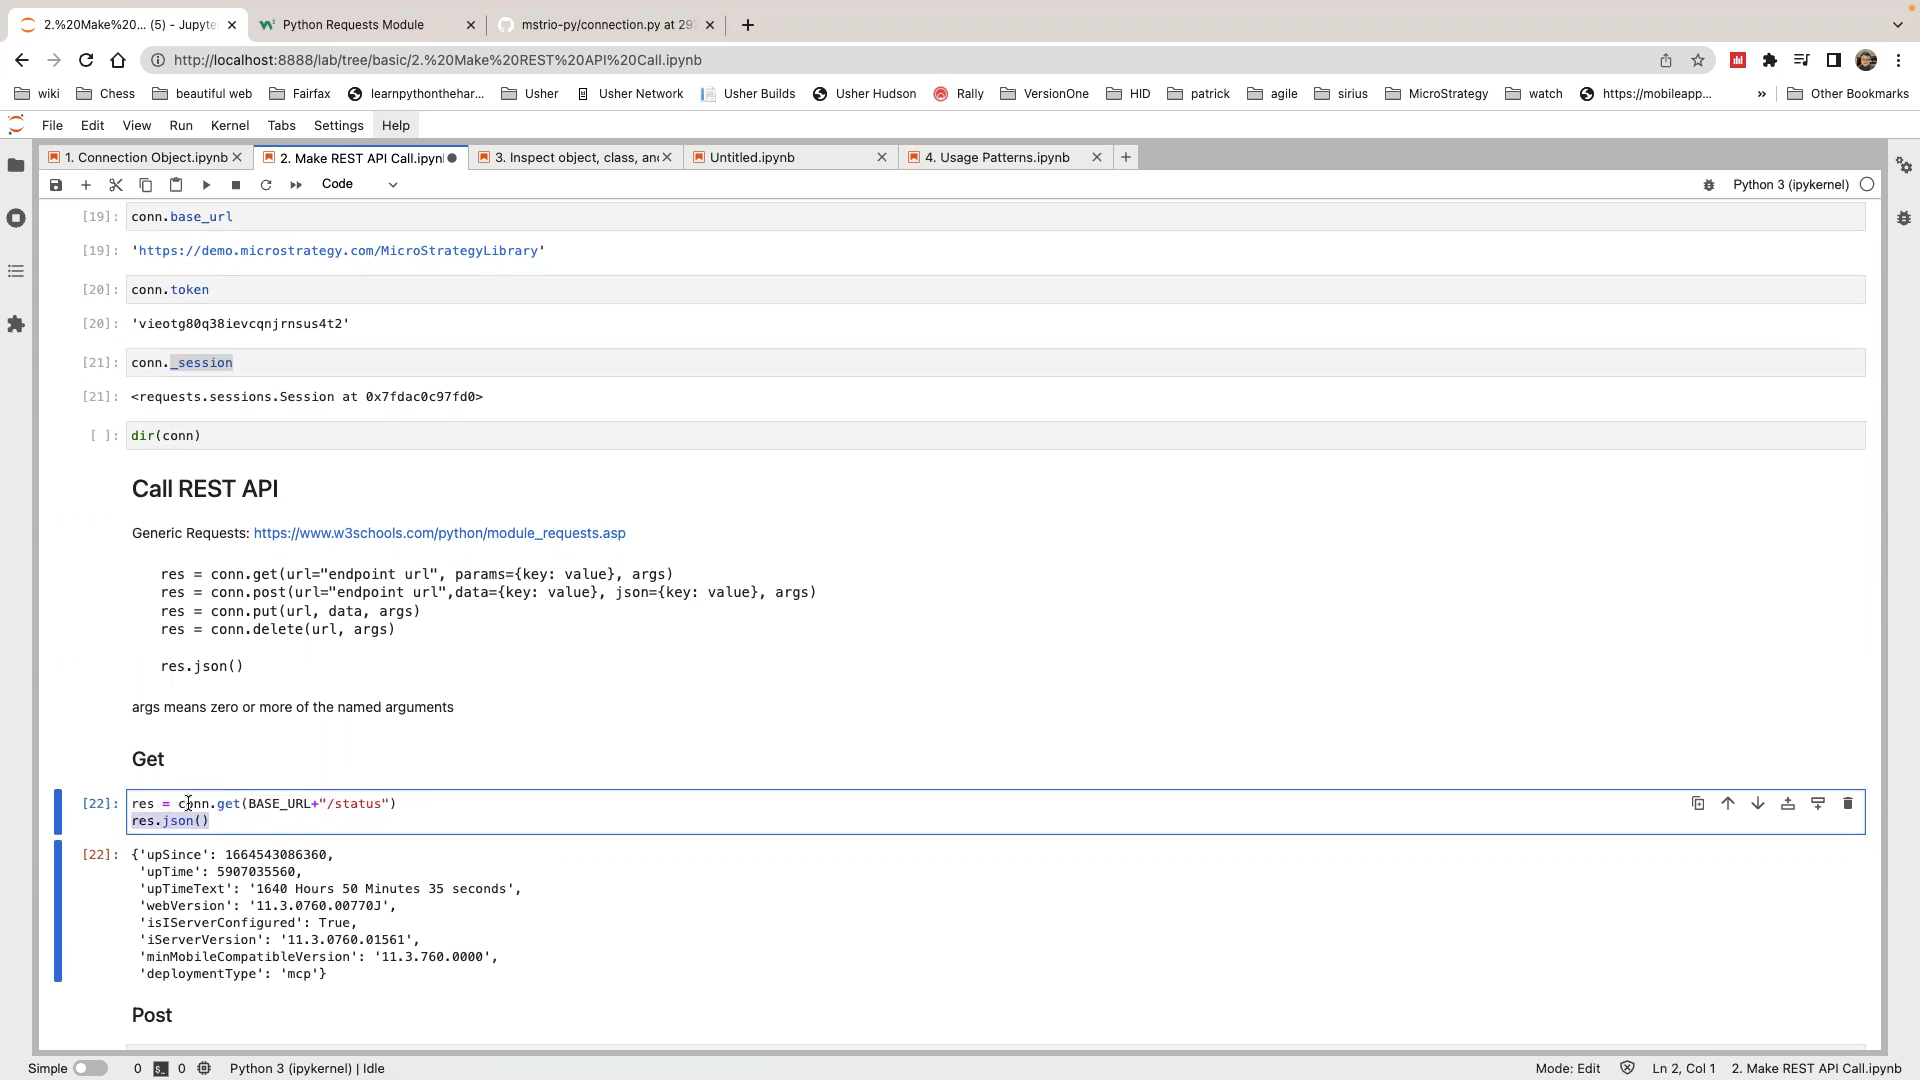 2.%20Make%20... (5) - Jupyte
Python Requests Module
mstrio-py/connection.py at 29
http://localhost:8888/lab/tree/basic/2.%20Make%20REST%20API%20Call.ipynb
wiki
Chess
beautiful web
Fairfax
learnpythonthehar...
Usher
Usher Network
Usher Builds
Usher Hudson
Rally
VersionOne
HID
patrick
agile
sirius
MicroStrategy
watch
https://mobileapp...
»
Other Bookmarks
File
Edit
View
Run
Kernel
Tabs
Settings
Help
1. Connection Object.ipynb
2. Make REST API Call.ipyn
3. Inspect object, class, an
Untitled.ipynb
4. Usage Patterns.ipynb
Code
Python 3 (ipykernel)
[19]: conn.base_url
[19]: 'https://demo.microstrategy.com/MicroStrategyLibrary'
[20]: conn.token
[20]: 'vieotg80q38ievcqnjrnsus4t2'
[21]: conn._session
[21]: <requests.sessions.Session at 0x7fdac0c97fd0>
[ ]: dir(conn)
Call REST API
Generic Requests: https://www.w3schools.com/python/module_requests.asp
res = conn.get(url="endpoint url", params={key: value}, args)
res = conn.post(url="endpoint url",data={key: value}, json={key: value}, args)
res = conn.put(url, data, args)
res = conn.delete(url, args)
res.json()
args means zero or more of the named arguments
Get
[22]: res = conn.get(BASE_URL+"/status")
res.json()
[22]: {'upSince': 1664543086360,
'upTime': 5907035560,
'upTimeText': '1640 Hours 50 Minutes 35 seconds',
'webVersion': '11.3.0760.00770J',
'isIServerConfigured': True,
'iServerVersion': '11.3.0760.01561',
'minMobileCompatibleVersion': '11.3.760.0000',
'deploymentType': 'mcp'}
Post
Simple
0
0
Python 3 (ipykernel) | Idle
Mode: Edit
Ln 2, Col 1
2. Make REST API Call.ipynb